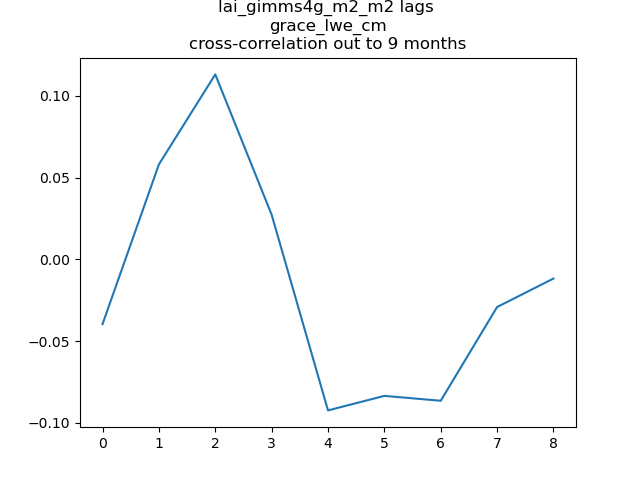 lai_gimms4g_m2_m2 lags
grace_lwe_cm
cross-correlation out to 9 months
0.10
0.05
0.00
−0.05
−0.10
0 1 2 3 4 5 6 7 8